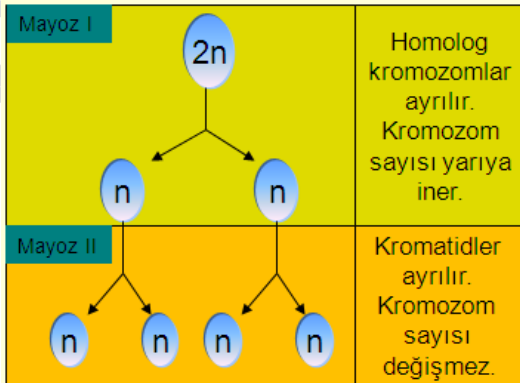 Mayoz I
2n
Homolog
kromozomlar
ayrılır.
Kromozom
sayısı yarıya
iner.
n
n
Mayoz II
Kromatidler
ayrılır.
Kromozom
sayısı
değişmez.
n
n
n
n